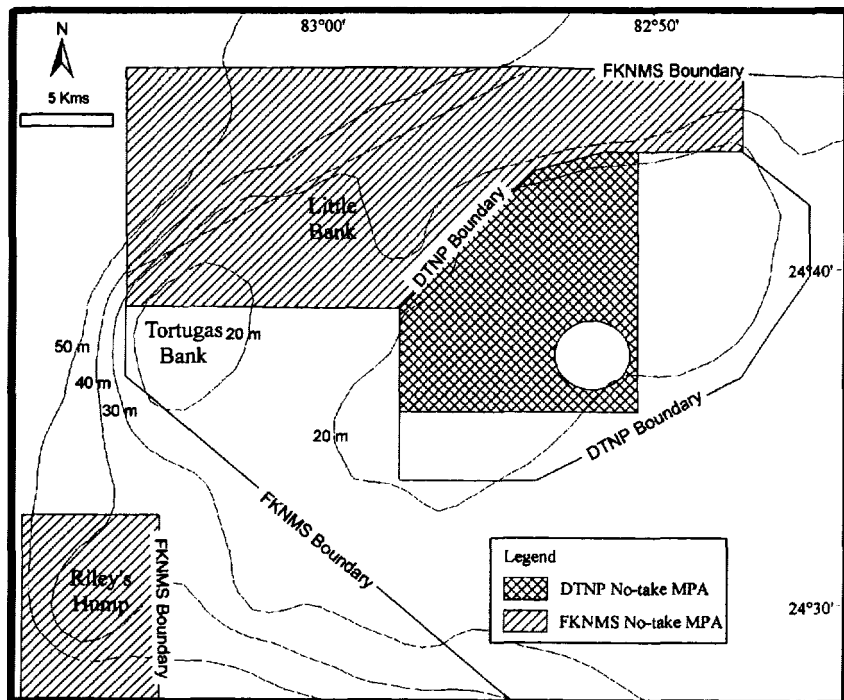 83°00'
82°50'
N
5 Kms
FKNMS Boundary
Little
Bank
DTNP Boundary
24°40'
Tortugas
Bank
20 m
50 m
40 m
30 m
20 m
DTNP Boundary
FKNMS Boundary
FKNMS Boundary
Riley's
Hump
Legend
DTNP No-take MPA
FKNMS No-take MPA
24°30'